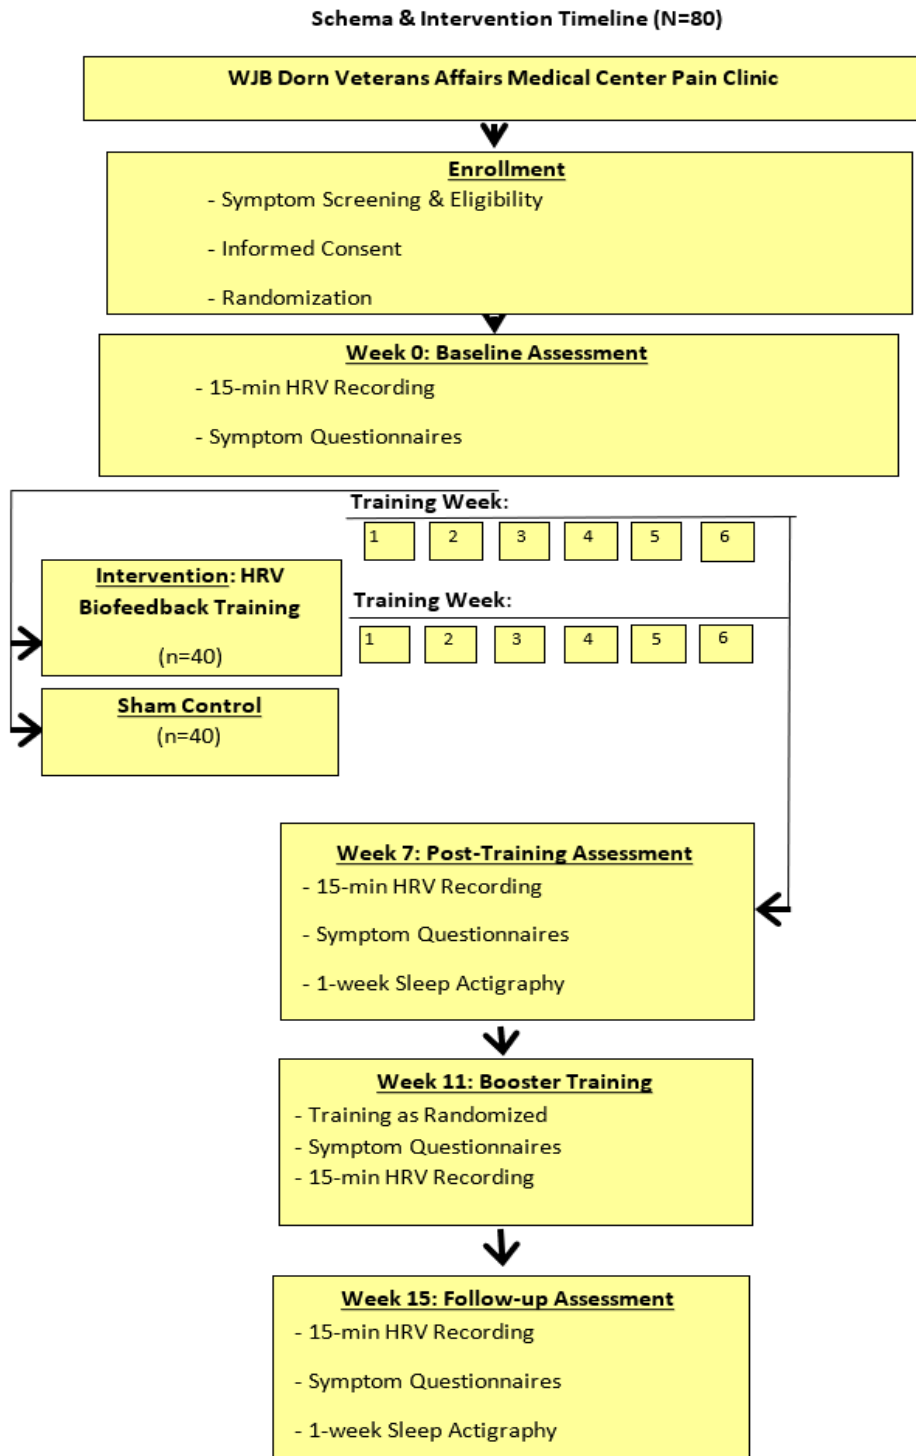 Schema & Intervention Timeline (N=80)
WJB Dorn Veterans Affairs Medical Center Pain Clinic
Enrollment
- Symptom Screening & Eligibility
- Informed Consent
- Randomization
Week 0: Baseline Assessment
- 15-min HRV Recording
- Symptom Questionnaires
Training Week:
1 2 3 4 5 6
Intervention: HRV
Biofeedback Training
(n=40)
Training Week:
1 2 3 4 5 6
Sham Control
(n=40)
Week 7: Post-Training Assessment
- 15-min HRV Recording
- Symptom Questionnaires
- 1-week Sleep Actigraphy
Week 11: Booster Training
- Training as Randomized
- Symptom Questionnaires
- 15-min HRV Recording
Week 15: Follow-up Assessment
- 15-min HRV Recording
- Symptom Questionnaires
- 1-week Sleep Actigraphy